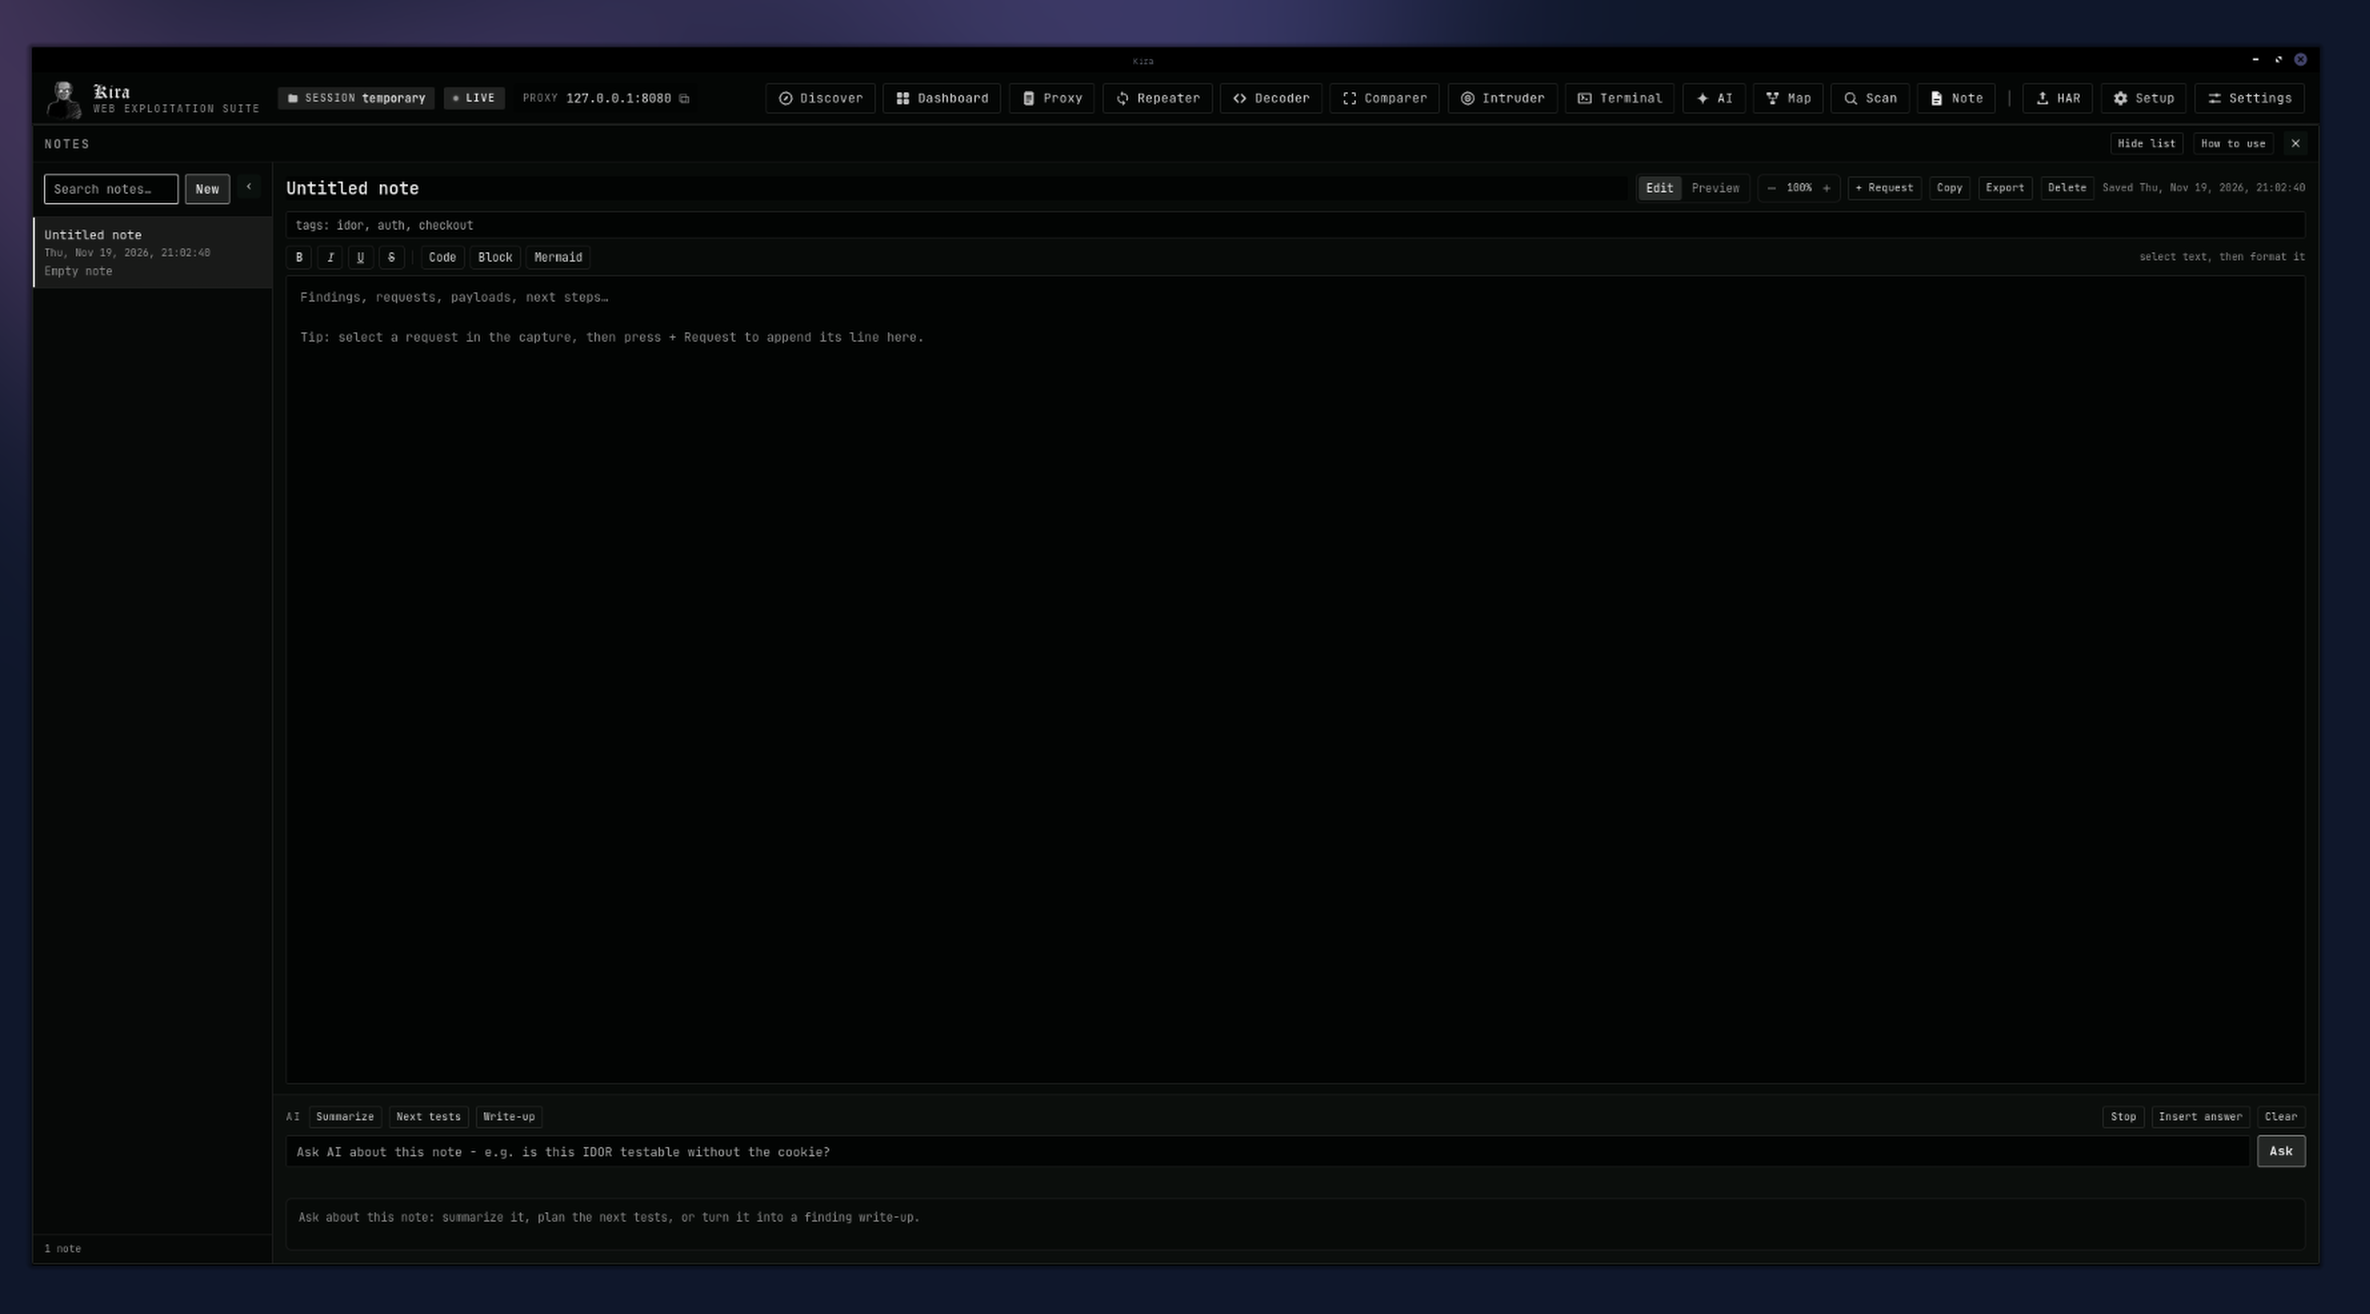 Kira
Kira
WEB EXPLOITATION SUITE
SESSION temporary
LIVE
PROXY 127.0.0.1:8080
Discover
Dashboard
Proxy
Repeater
Decoder
Comparer
Intruder
Terminal
AI
Map
Scan
Note
HAR
Setup
Settings
NOTES
Hide list
How to use
Search notes…
New
Untitled note
Thu, Nov 19, 2026, 21:02:40
Empty note
1 note
Untitled note
Edit
Preview
— 100% +
+ Request
Copy
Export
Delete
Saved Thu, Nov 19, 2026, 21:02:40
tags: idor, auth, checkout
B I U S
Code
Block
Mermaid
select text, then format it
Findings, requests, payloads, next steps…
Tip: select a request in the capture, then press + Request to append its line here.
AI
Summarize
Next tests
Write-up
Stop
Insert answer
Clear
Ask AI about this note - e.g. is this IDOR testable without the cookie?
Ask
Ask about this note: summarize it, plan the next tests, or turn it into a finding write-up.